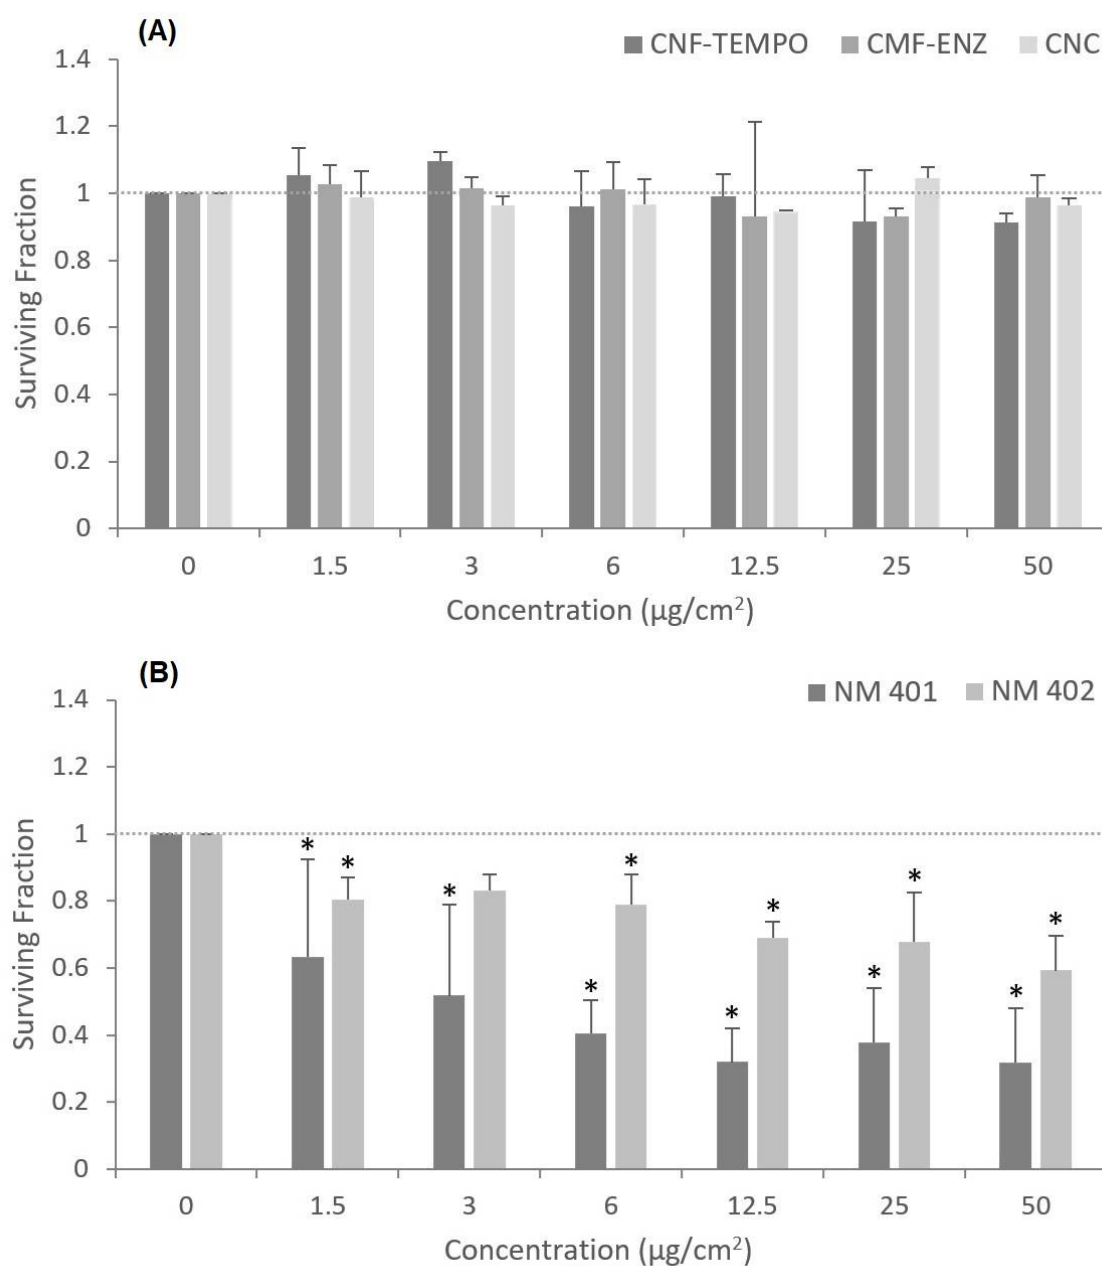 (A)
CNF-TEMPO CMF-ENZ CNC
1.4
1.2
1
0.8
0.6
0.4
0.2
0
Surviving Fraction
0 1.5 3 6 12.5 25 50
Concentration (µg/cm²)
(B)
NM 401 NM 402
1.4
1.2
1
0.8
0.6
0.4
0.2
0
Surviving Fraction
* *
*
* *
* *
* *
* *
0 1.5 3 6 12.5 25 50
Concentration (µg/cm²)